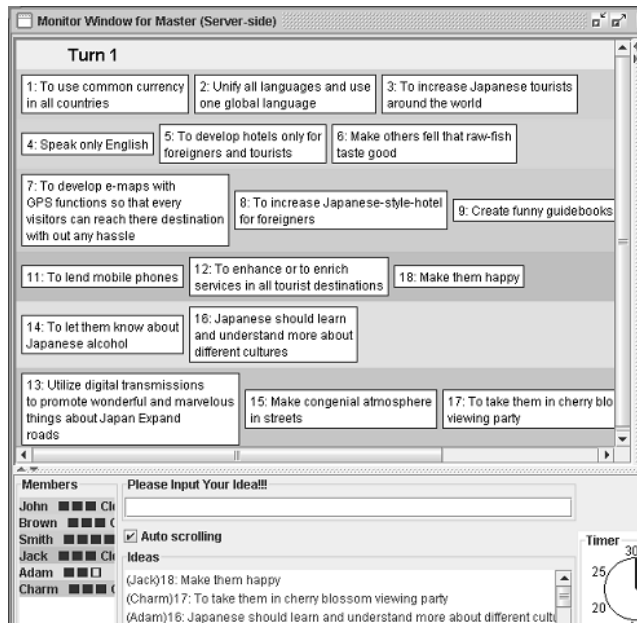 Monitor Window for Master (Server-side)
Turn 1
1: To use common currency
in all countries
2: Unify all languages and use
one global language
3: To increase Japanese tourists
around the world
4: Speak only English
5: To develop hotels only for
foreigners and tourists
6: Make others fell that raw-fish
taste good
7: To develop e-maps with
GPS functions so that every
visitors can reach there destination
with out any hassle
8: To increase Japanese-style-hotel
for foreigners
9: Create funny guidebooks
11: To lend mobile phones
12: To enhance or to enrich
services in all tourist destinations
18: Make them happy
14: To let them know about
Japanese alcohol
16: Japanese should learn
and understand more about
different cultures
13: Utilize digital transmissions
to promote wonderful and marvelous
things about Japan Expand
roads
15: Make congenial atmosphere
in streets
17: To take them in cherry blo
viewing party
Members
John
Brown
Smith
Jack
Adam
Charm
Please Input Your Idea!!!
Auto scrolling
Ideas
(Jack)18: Make them happy
(Charm)17: To take them in cherry blossom viewing party
(Adam)16: Japanese should learn and understand more about different cultu
Timer
30
25
20